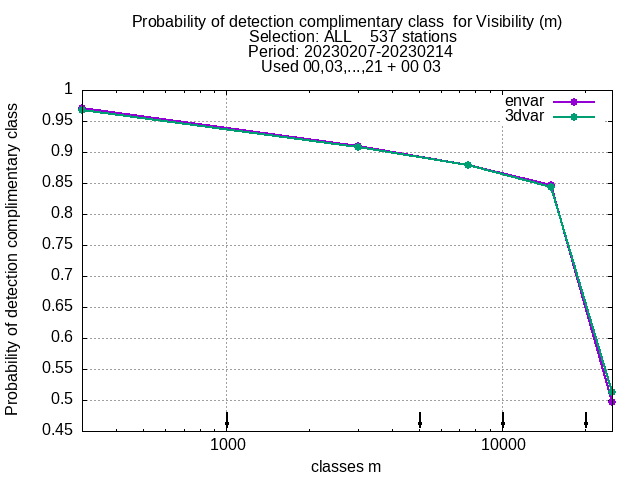 Probability of detection complimentary class  for Visibility (m)
Selection: ALL    537 stations
Period: 20230207-20230214
Used 00,03,...,21 + 00 03
envar
3dvar
Probability of detection complimentary class
1
0.95
0.9
0.85
0.8
0.75
0.7
0.65
0.6
0.55
0.5
0.45
1000
10000
classes m